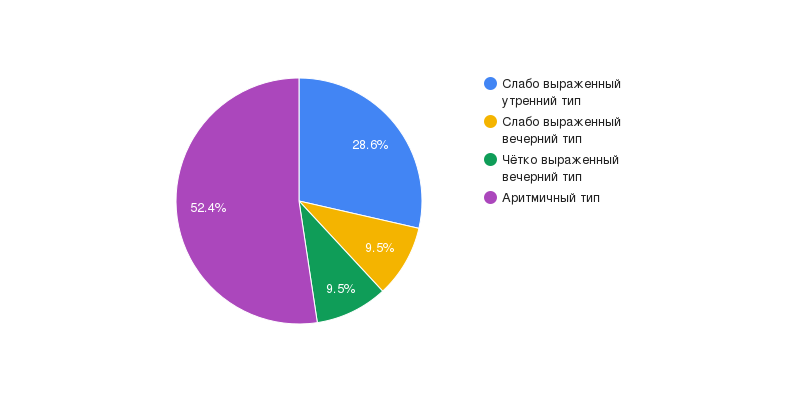 Слабо выраженный
утренний тип
Слабо выраженный
вечерний тип
Чётко выраженный
вечерний тип
Аритмичный тип
28.6%
9.5%
9.5%
52.4%